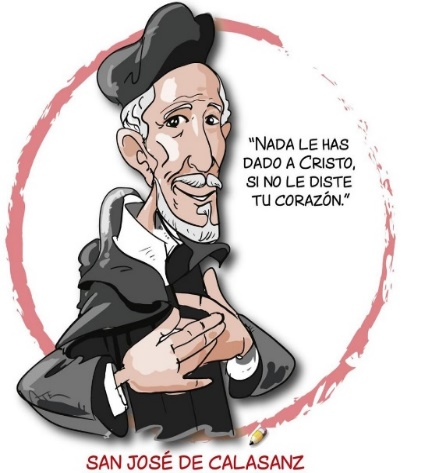 “NADA LE HAS
DADO A CRISTO,
SI NO LE DISTE
TU CORAZÓN.”
SAN JOSÉ DE CALASANZ